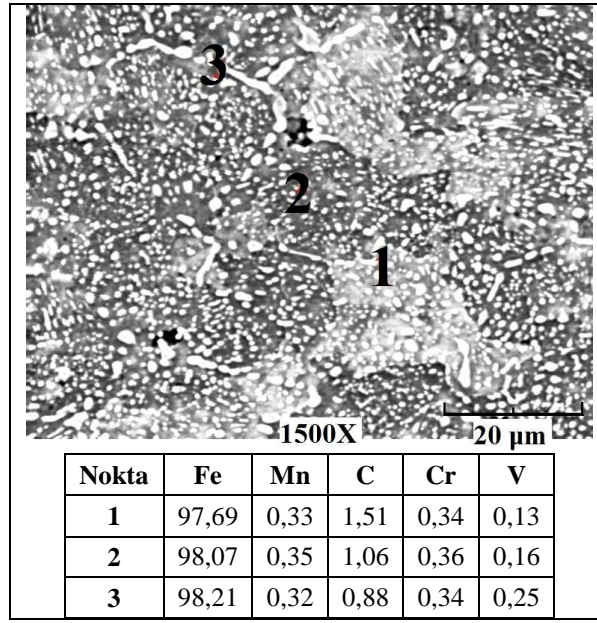 3
2
1
1500X 20 µm
Nokta Fe Mn C Cr V
1 97,69 0,33 1,51 0,34 0,13
2 98,07 0,35 1,06 0,36 0,16
3 98,21 0,32 0,88 0,34 0,25